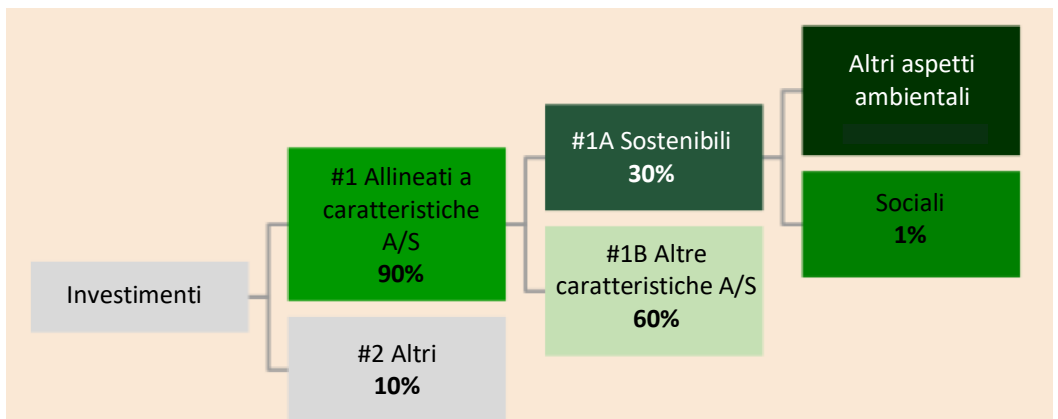 Investimenti
#1 Allineati a
caratteristiche
A/S
90%
#2 Altri
10%
#1A Sostenibili
30%
#1B Altre
caratteristiche A/S
60%
Altri aspetti
ambientali
Sociali
1%